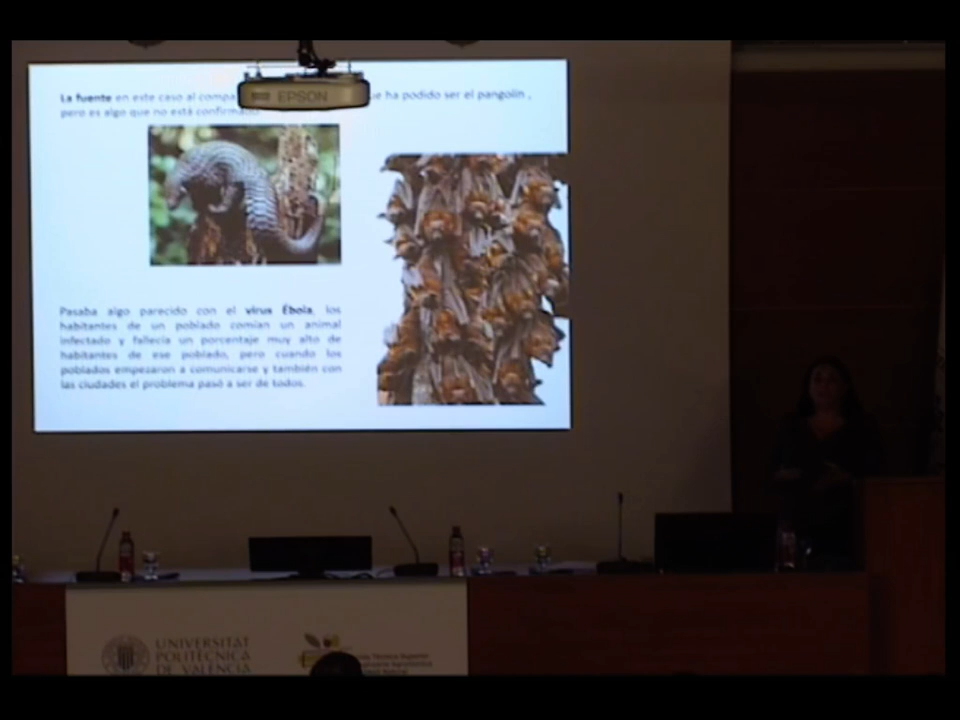 La fuente en este caso al compa
ue ha podido ser el pangolín ,
pero es algo que no está confirmado.
EPSON
Pasaba algo parecido con el virus Ébola, los
habitantes de un poblado comían un animal
infectado y fallecía un porcentaje muy alto de
habitantes de ese poblado, pero cuando los
poblados empezaron a comunicarse y también con
las ciudades el problema pasó a ser de todos.
UNIVERSITAT
POLITÈCNICA
DE VALÈNCIA